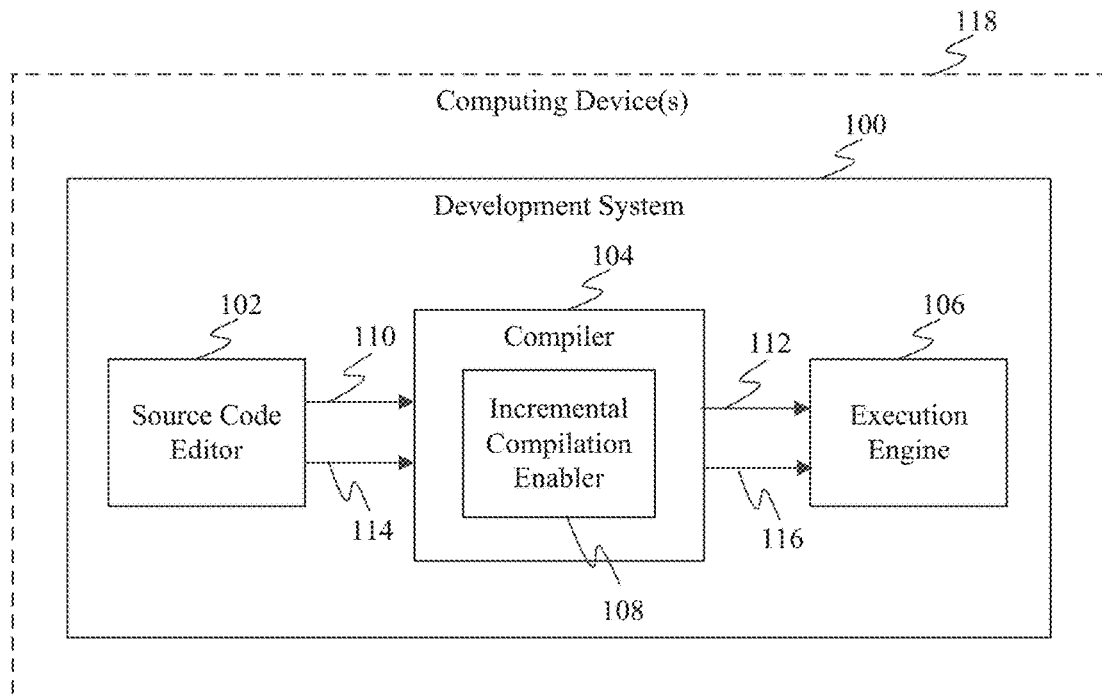 118
Computing Device(s)
100
Development System
104
102
106
110
Compiler
112
Source Code
Editor
Incremental
Compilation
Enabler
Execution
Engine
114
116
108